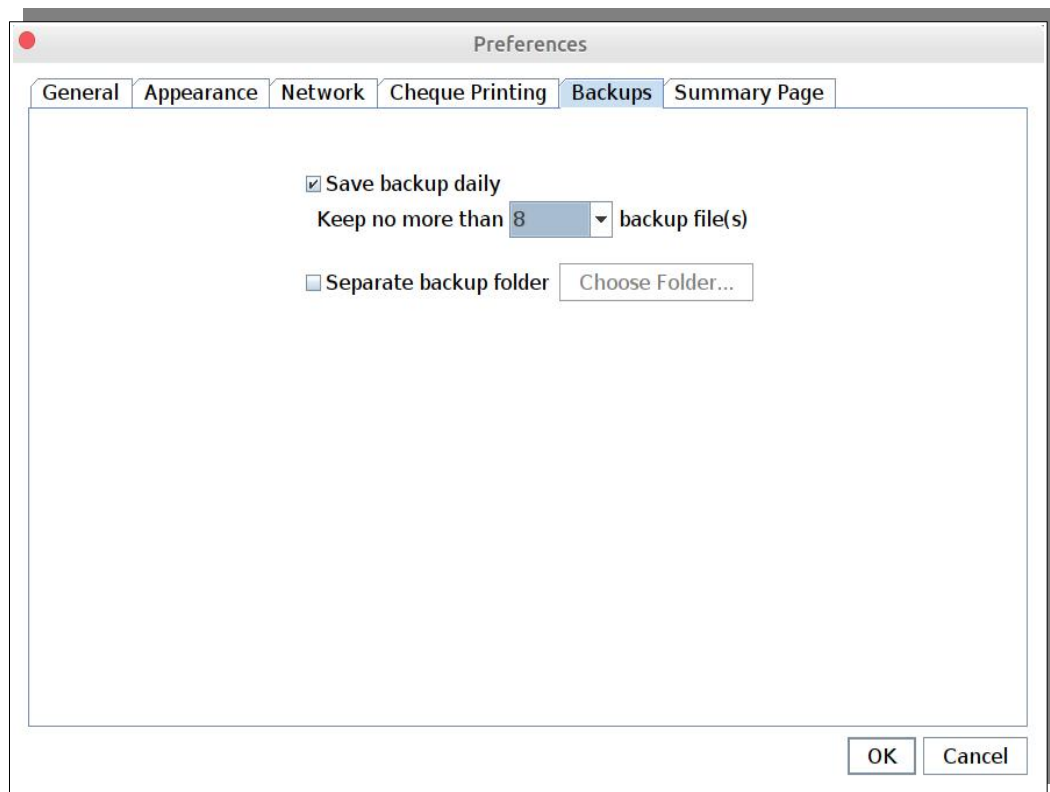 Preferences
General Appearance Network Cheque Printing Backups Summary Page
Save backup daily
Keep no more than 8 backup file(s)
Separate backup folder Choose Folder...
OK Cancel